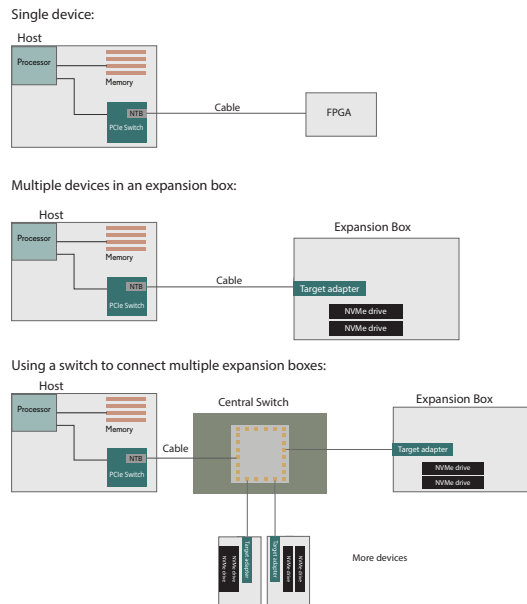 Single device:
Host
Processor
Memory
NTB
PCIe Switch
Cable
FPGA
Multiple devices in an expansion box:
Host
Processor
Memory
NTB
PCIe Switch
Cable
Expansion Box
Target adapter
NVMe drive
NVMe drive
Using a switch to connect multiple expansion boxes:
Host
Processor
Memory
NTB
PCIe Switch
Cable
Central Switch
Expansion Box
Target adapter
NVMe drive
NVMe drive
NVMe drive
NVMe drive
Target adapter
Target adapter
NVMe drive
NVMe drive
More devices